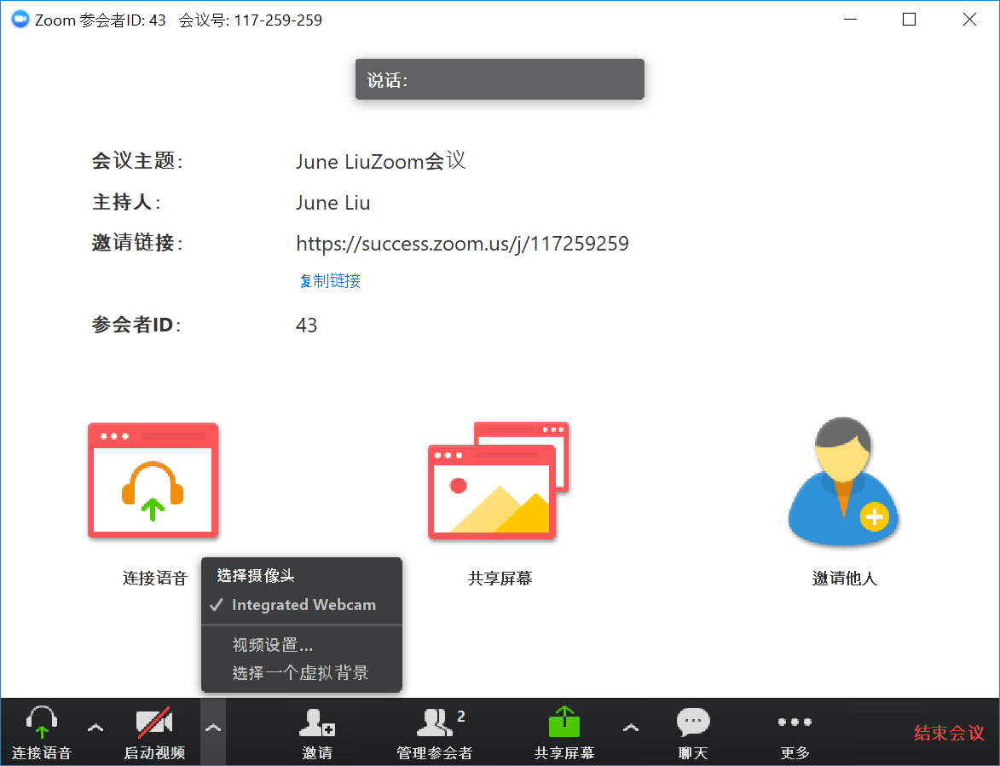 Zoom 参会者ID: 43 会议号: 117-259-259
说话:
会议主题: June LiuZoom会议
主持人: June Liu
邀请链接: https://success.zoom.us/j/117259259
复制链接
参会者ID: 43
连接语音 共享屏幕 邀请他人
选择摄像头
Integrated Webcam
视频设置...
选择一个虚拟背景
2
连接语音 启动视频 邀请 管理参会者 共享屏幕 聊天 更多 结束会议